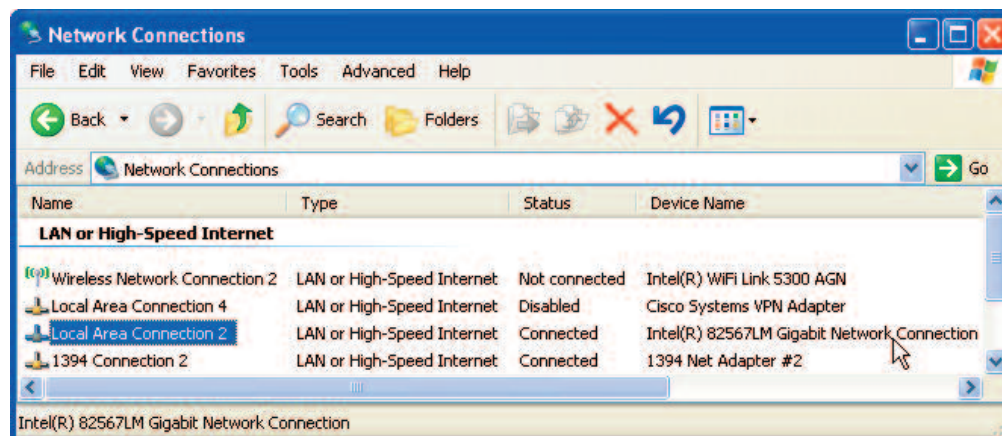 Network Connections
File Edit View Favorites Tools Advanced Help
Back Search Folders
Address Network Connections Go
Name Type Status Device Name
LAN or High-Speed Internet
Wireless Network Connection 2 LAN or High-Speed Internet Not connected Intel(R) WiFi Link 5300 AGN
Local Area Connection 4 LAN or High-Speed Internet Disabled Cisco Systems VPN Adapter
Local Area Connection 2 LAN or High-Speed Internet Connected Intel(R) 82567LM Gigabit Network Connection
1394 Connection 2 LAN or High-Speed Internet Connected 1394 Net Adapter #2
Intel(R) 82567LM Gigabit Network Connection